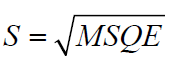 S = √MSQE